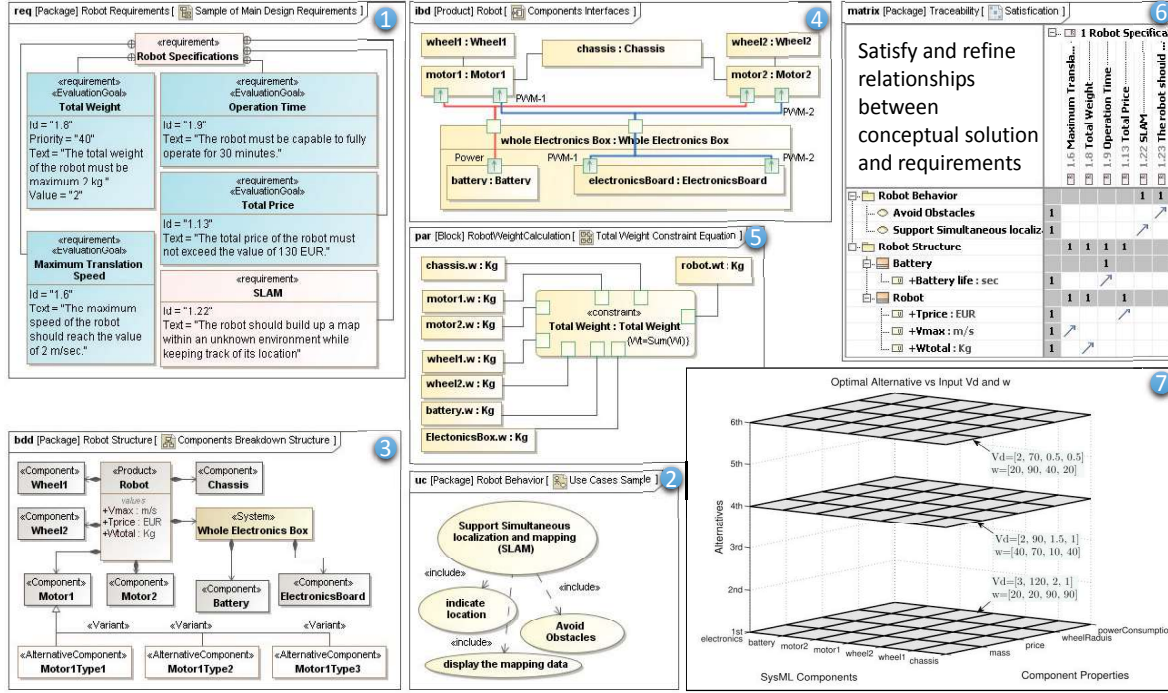 req [Package] Robot Requirements [ Sample of Main Design Requirements ]
1
«requirement»
Robot Specifications
«requirement»
«EvaluationGoal»
Total Weight
Id = "1.8"
Priority = "40"
Text = "The total weight
of the robot must be
maximum 2 kg "
Value = "2"
«requirement»
«EvaluationGoal»
Operation Time
Id = "1.9"
Text = "The robot must be capable to fully
operate for 30 minutes."
«requirement»
«EvaluationGoal»
Total Price
Id = "1.13"
Text = "The total price of the robot must
not exceed the value of 130 EUR."
«requirement»
«EvaluationGoal»
Maximum Translation
Speed
Id = "1.6"
Text = "The maximum
speed of the robot
should reach the value
of 2 m/sec."
«requirement»
SLAM
Id = "1.22"
Text = "The robot should build up a map
within an unknown environment while
keeping track of its location"
bdd [Package] Robot Structure [ Components Breakdown Structure ]
3
«Component»
Wheel1
«Product»
Robot
values
+Vmax : m/s
+Tprice : EUR
+Wtotal : Kg
«Component»
Chassis
«Component»
Wheel2
«System»
Whole Electronics Box
«Component»
Motor1
«Component»
Motor2
«Component»
Battery
«Component»
ElectronicsBoard
«Variant»
«Variant»
«Variant»
«AlternativeComponent»
Motor1Type1
«AlternativeComponent»
Motor1Type2
«AlternativeComponent»
Motor1Type3
ibd [Product] Robot [ Components Interfaces ]
4
wheel1 : Wheel1
chassis : Chassis
wheel2 : Wheel2
motor1 : Motor1
motor2 : Motor2
PWM-1
PWM-2
whole Electronics Box : Whole Electronics Box
Power
PWM-1
PWM-2
battery : Battery
electronicsBoard : ElectronicsBoard
par [Block] RobotWeightCalculation [ Total Weight Constraint Equation ]
5
chassis.w : Kg
robot.wt : Kg
motor1.w : Kg
motor2.w : Kg
«constraint»
Total Weight : Total Weight
{Wt=Sum(Wi)}
wheel1.w : Kg
wheel2.w : Kg
battery.w : Kg
ElectonicsBox.w : Kg
uc [Package] Robot Behavior [ Use Cases Sample ]
2
Support Simultaneous
localization and mapping
(SLAM)
«include»
«include»
indicate
location
Avoid
Obstacles
«include»
display the mapping data
matrix [Package] Traceability [ Satisfication ]
6
Satisfy and refine
relationships
between
conceptual solution
and requirements
1 Robot Specifica
1.6 Maximum Transla...
1.8 Total Weight
1.9 Operation Time
1.13 Total Price
1.22 SLAM
1.23 The robot should ...
Robot Behavior 1 1
Avoid Obstacles 1
Support Simultaneous localiz 1
Robot Structure 1 1 1 1
Battery 1
+Battery life : sec 1
Robot 1 1 1
+Tprice : EUR 1
+Vmax : m/s 1
+Wtotal : Kg 1
7
Optimal Alternative vs Input Vd and w
Alternatives
6th
5th
4th
3rd
2nd
1st
Vd=[2, 70, 0.5, 0.5]
w=[20, 90, 40, 20]
Vd=[2, 90, 1.5, 1]
w=[40, 70, 10, 40]
Vd=[3, 120, 2, 1]
w=[20, 20, 90, 90]
electronics
battery
motor2
motor1
wheel2
wheel1
chassis
mass
price
wheelRaduis
powerConsumption
SysML Components
Component Properties